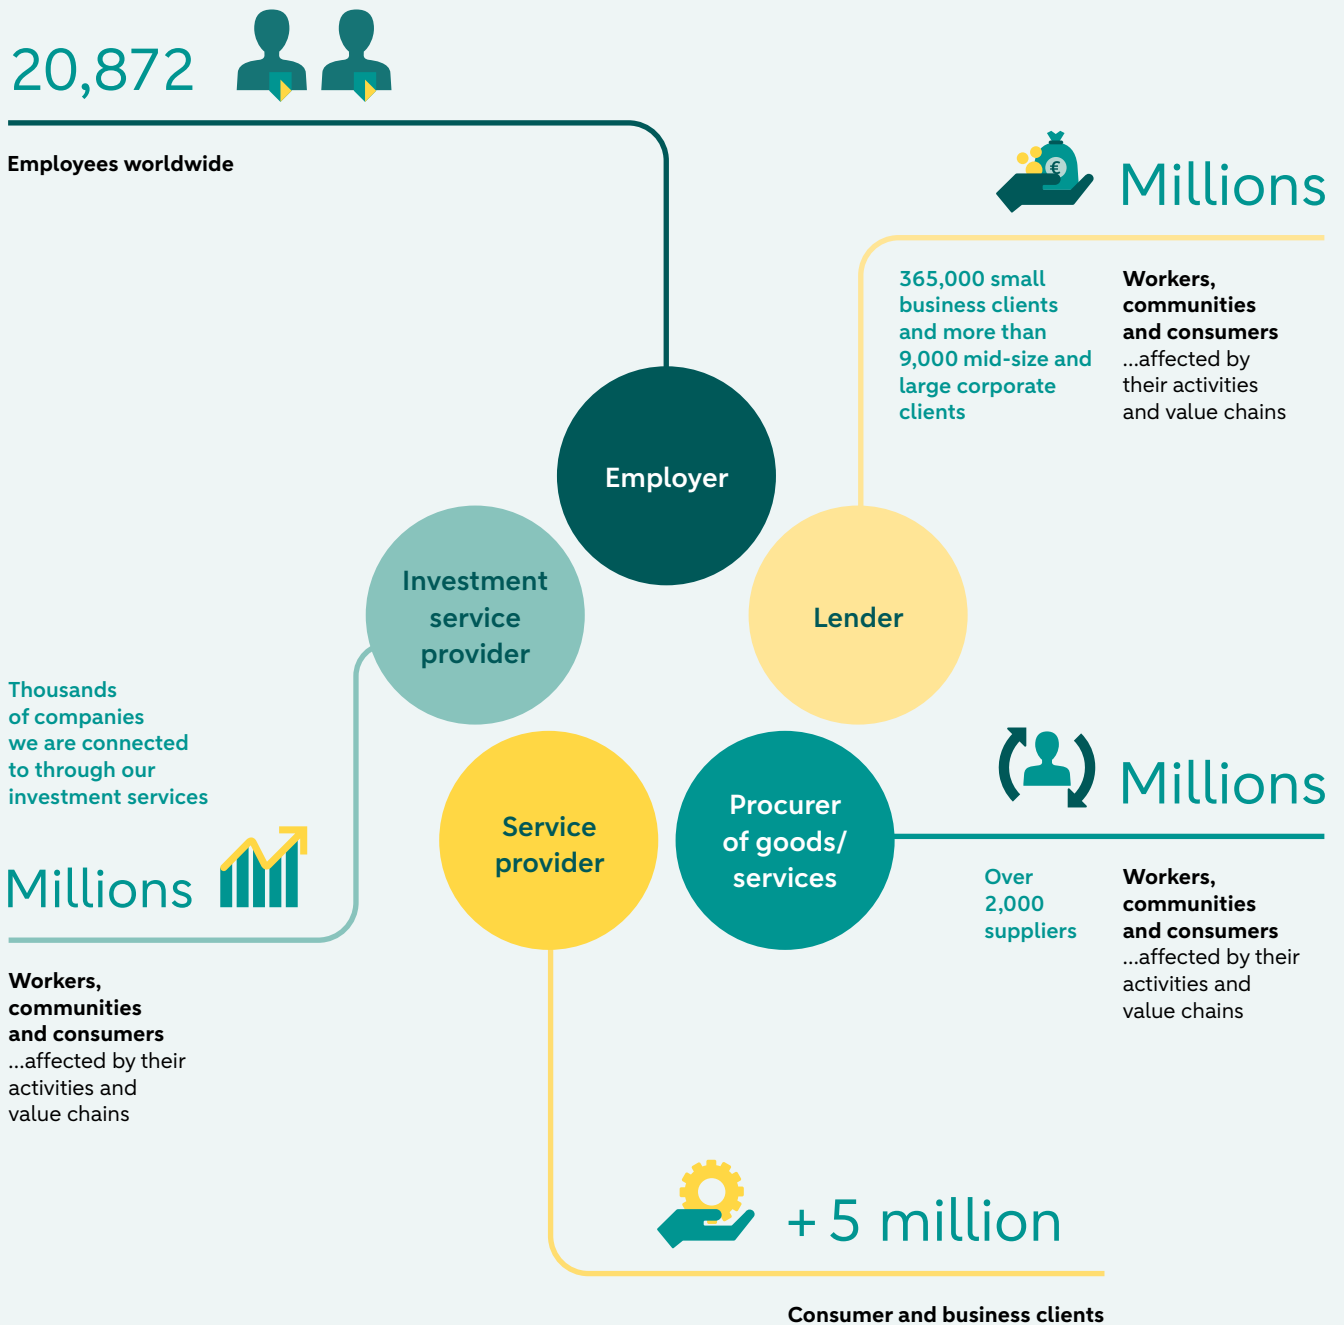 20,872
Employees worldwide
€
Millions
365,000 small
business clients
and more than
9,000 mid-size and
large corporate
clients
Workers,
communities
and consumers
...affected by
their activities
and value chains
Employer
Investment
service
provider
Lender
Thousands
of companies
we are connected
to through our
investment services
Millions
Workers,
communities
and consumers
...affected by their
activities and
value chains
Service
provider
Procurer
of goods/
services
Millions
Over
2,000
suppliers
Workers,
communities
and consumers
...affected by their
activities and
value chains
+ 5 million
Consumer and business clients